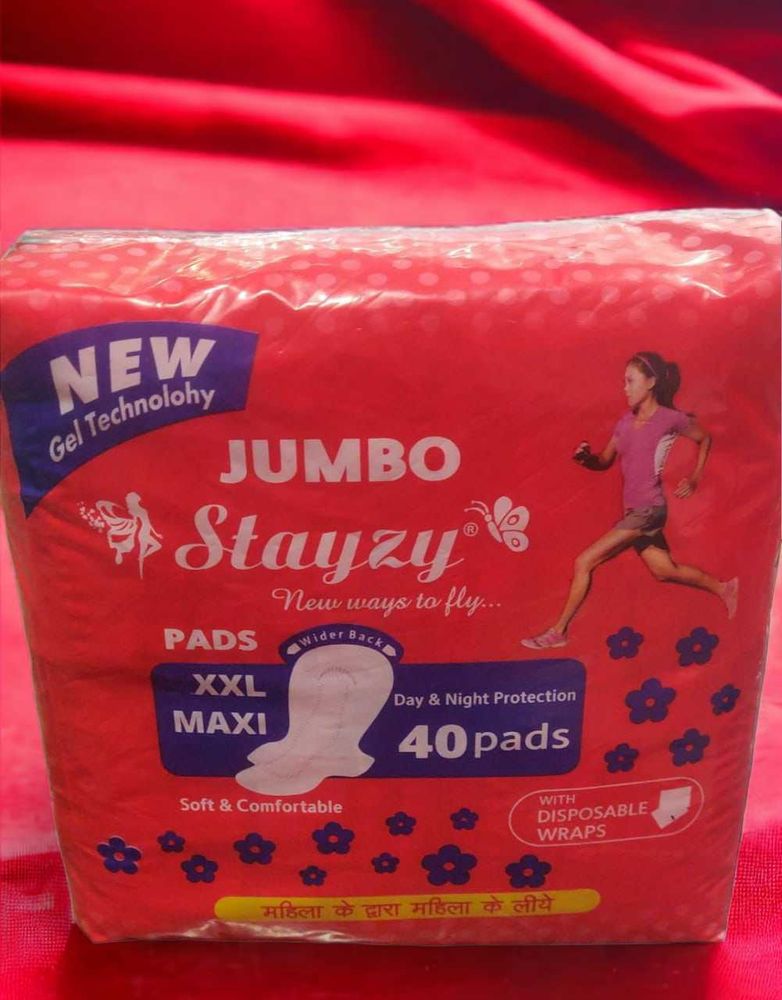 NEW
Gel Technolohy
JUMBO
Stayzy®
New ways to fly...
PADS
Wider Back
XXL
MAXI
Day & Night Protection
40 pads
Soft & Comfortable
WITH
DISPOSABLE
WRAPS
महिला के द्वारा महिला के लीये